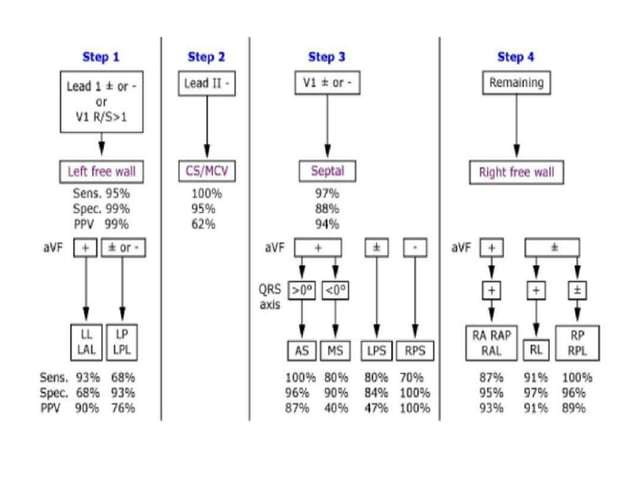 Step 1 Step 2 Step 3 Step 4
Lead 1 ± or -
or
V1 R/S>1
Lead II -
V1 ± or -
Remaining
Left free wall CS/MCV Septal Right free wall
Sens. 95% 100% 97%
Spec. 99% 95% 88%
PPV 99% 62% 94%
aVF + ± or - aVF + ± - aVF + ±
QRS axis >0° <0° + + ±
LL LAL
LP LPL
AS MS LPS RPS
RA RAP RAL
RL
RP RPL
Sens. 93% 68% 100% 80% 80% 70% 87% 91% 100%
Spec. 68% 93% 96% 90% 84% 100% 95% 97% 96%
PPV 90% 76% 87% 40% 47% 100% 93% 91% 89%